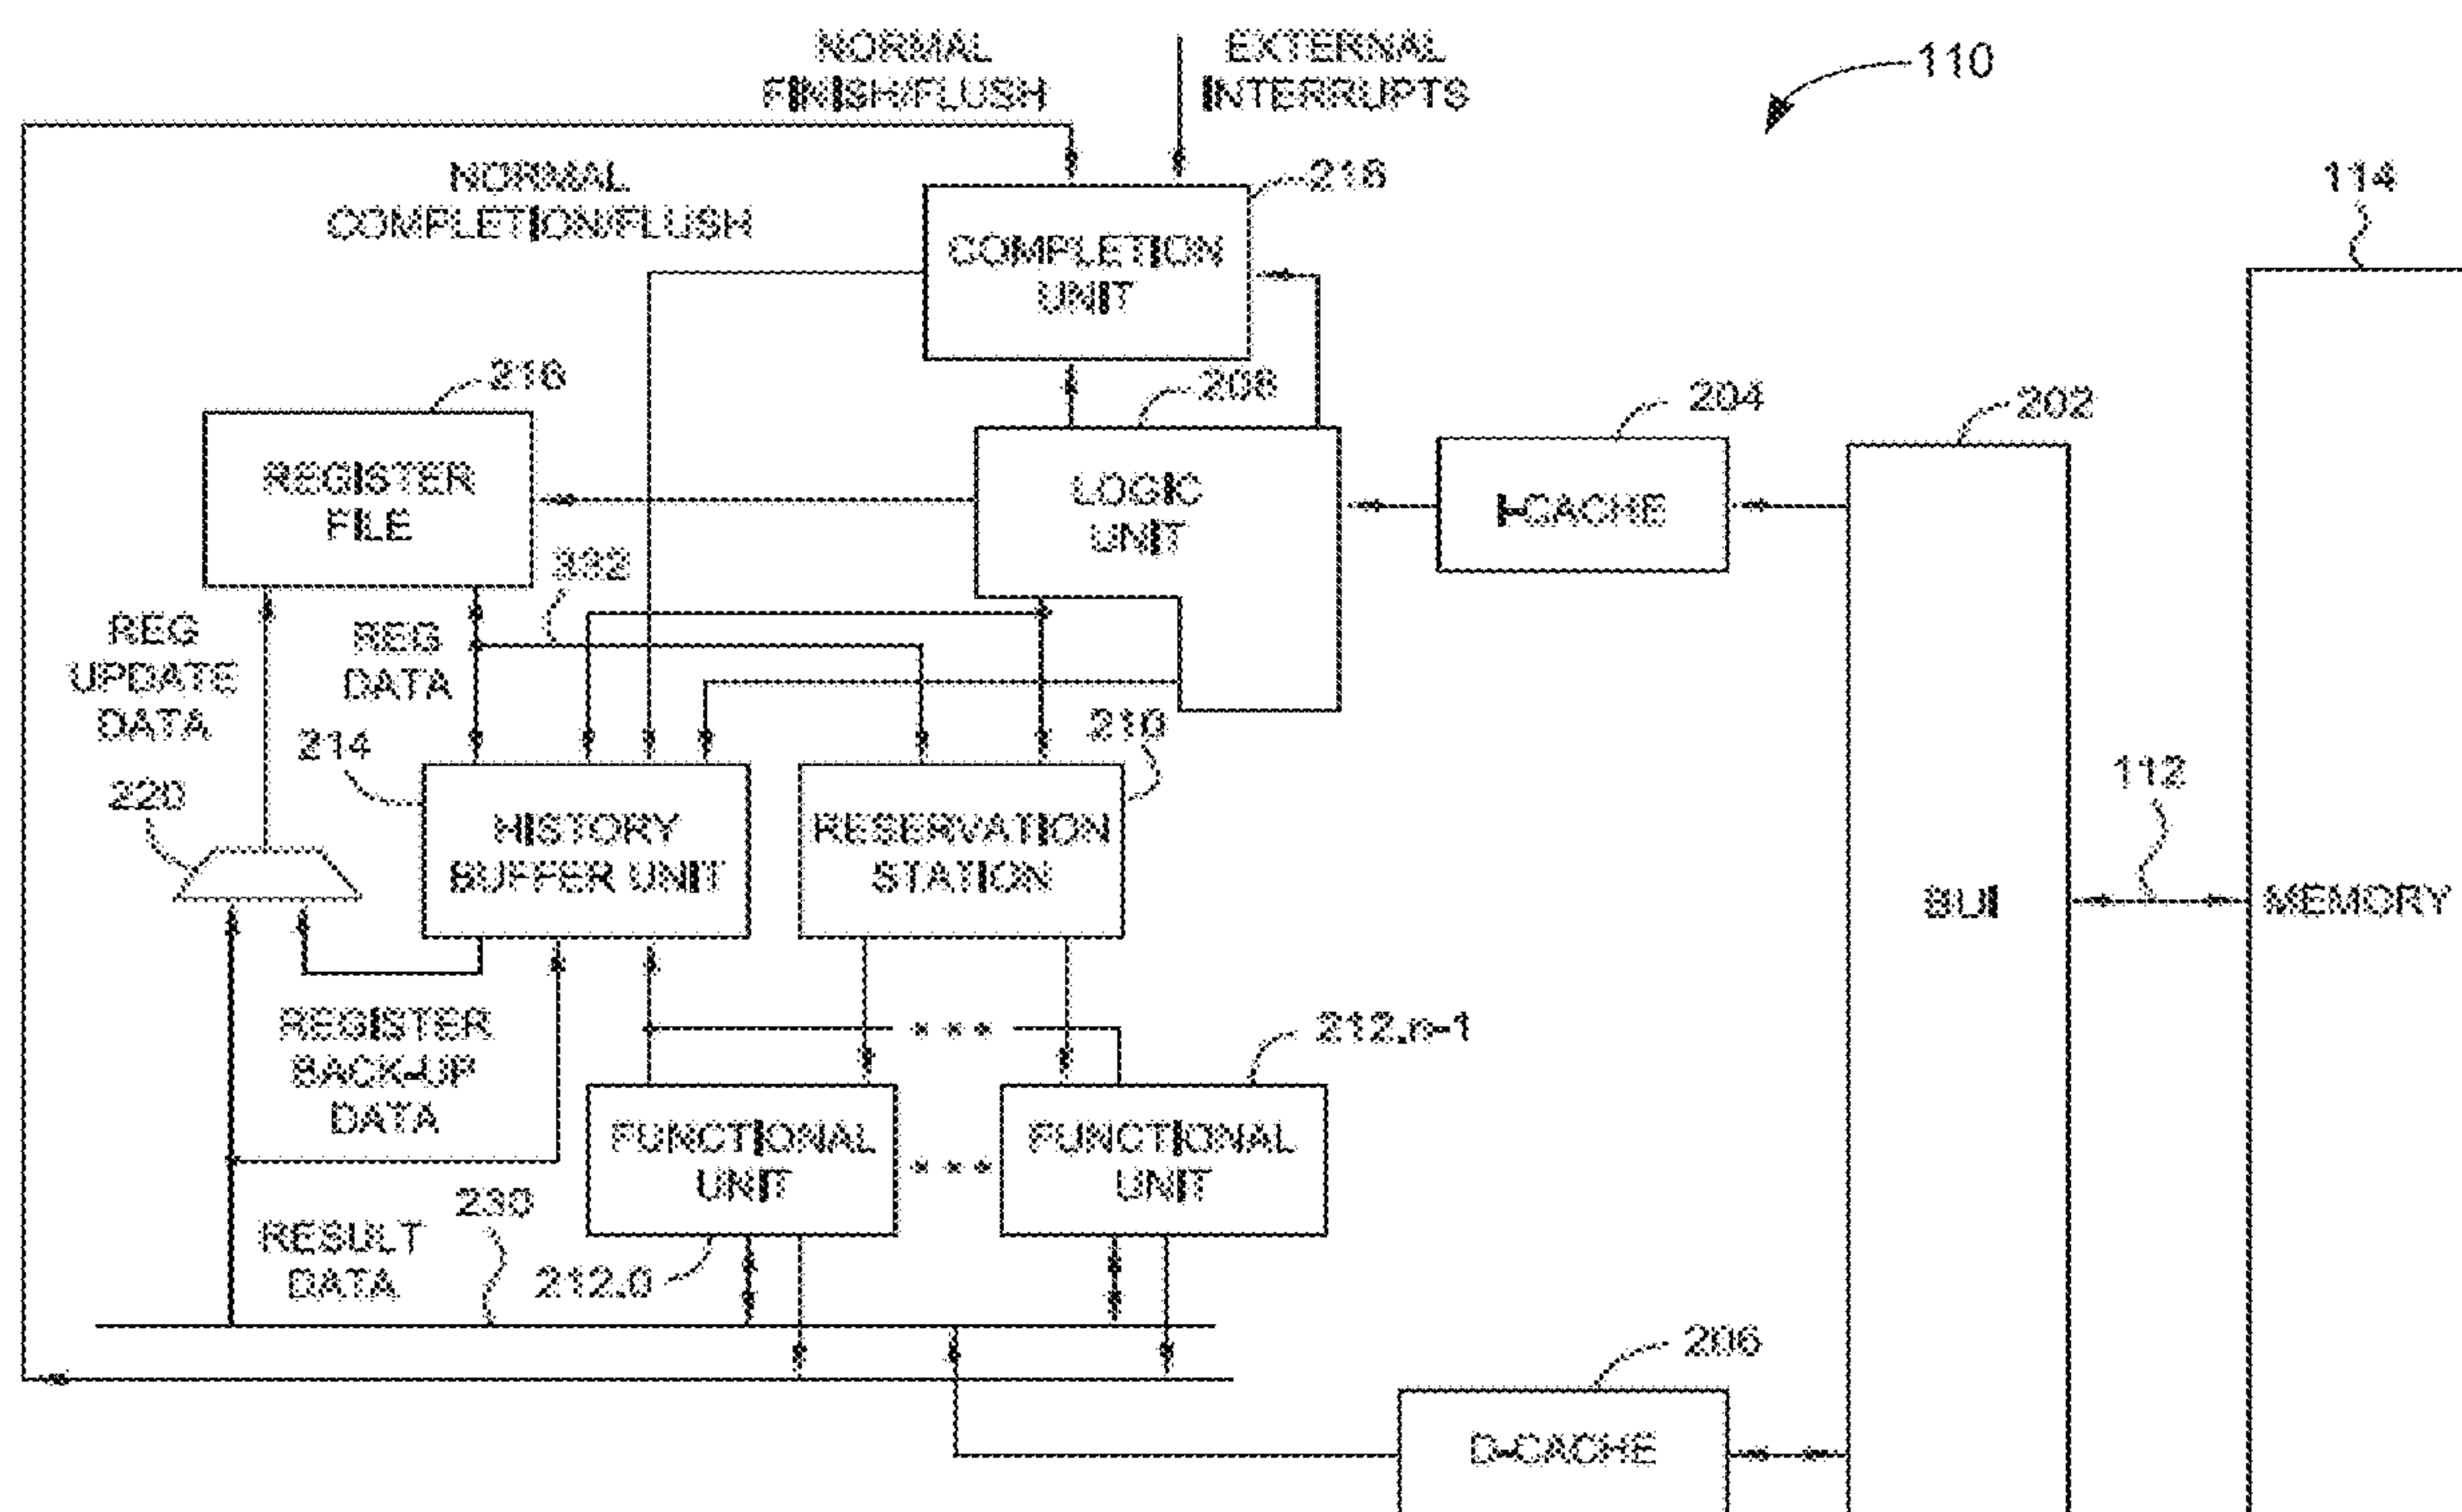 NORMAL
FINISH/FLUSH
EXTERNAL
INTERRUPTS
110
NORMAL
COMPLETION/FLUSH
218
114
COMPLETION
UNIT
216
208
204
202
REGISTER
FILE
LOGIC
UNIT
I-CACHE
332
REG
UPDATE
DATA
REG
DATA
214
210
112
220
HISTORY
BUFFER UNIT
RESERVATION
STATION
BUI
MEMORY
REGISTER
BACK-UP
DATA
212.n-1
FUNCTIONAL
UNIT
FUNCTIONAL
UNIT
230
RESULT
DATA
212.0
206
D-CACHE